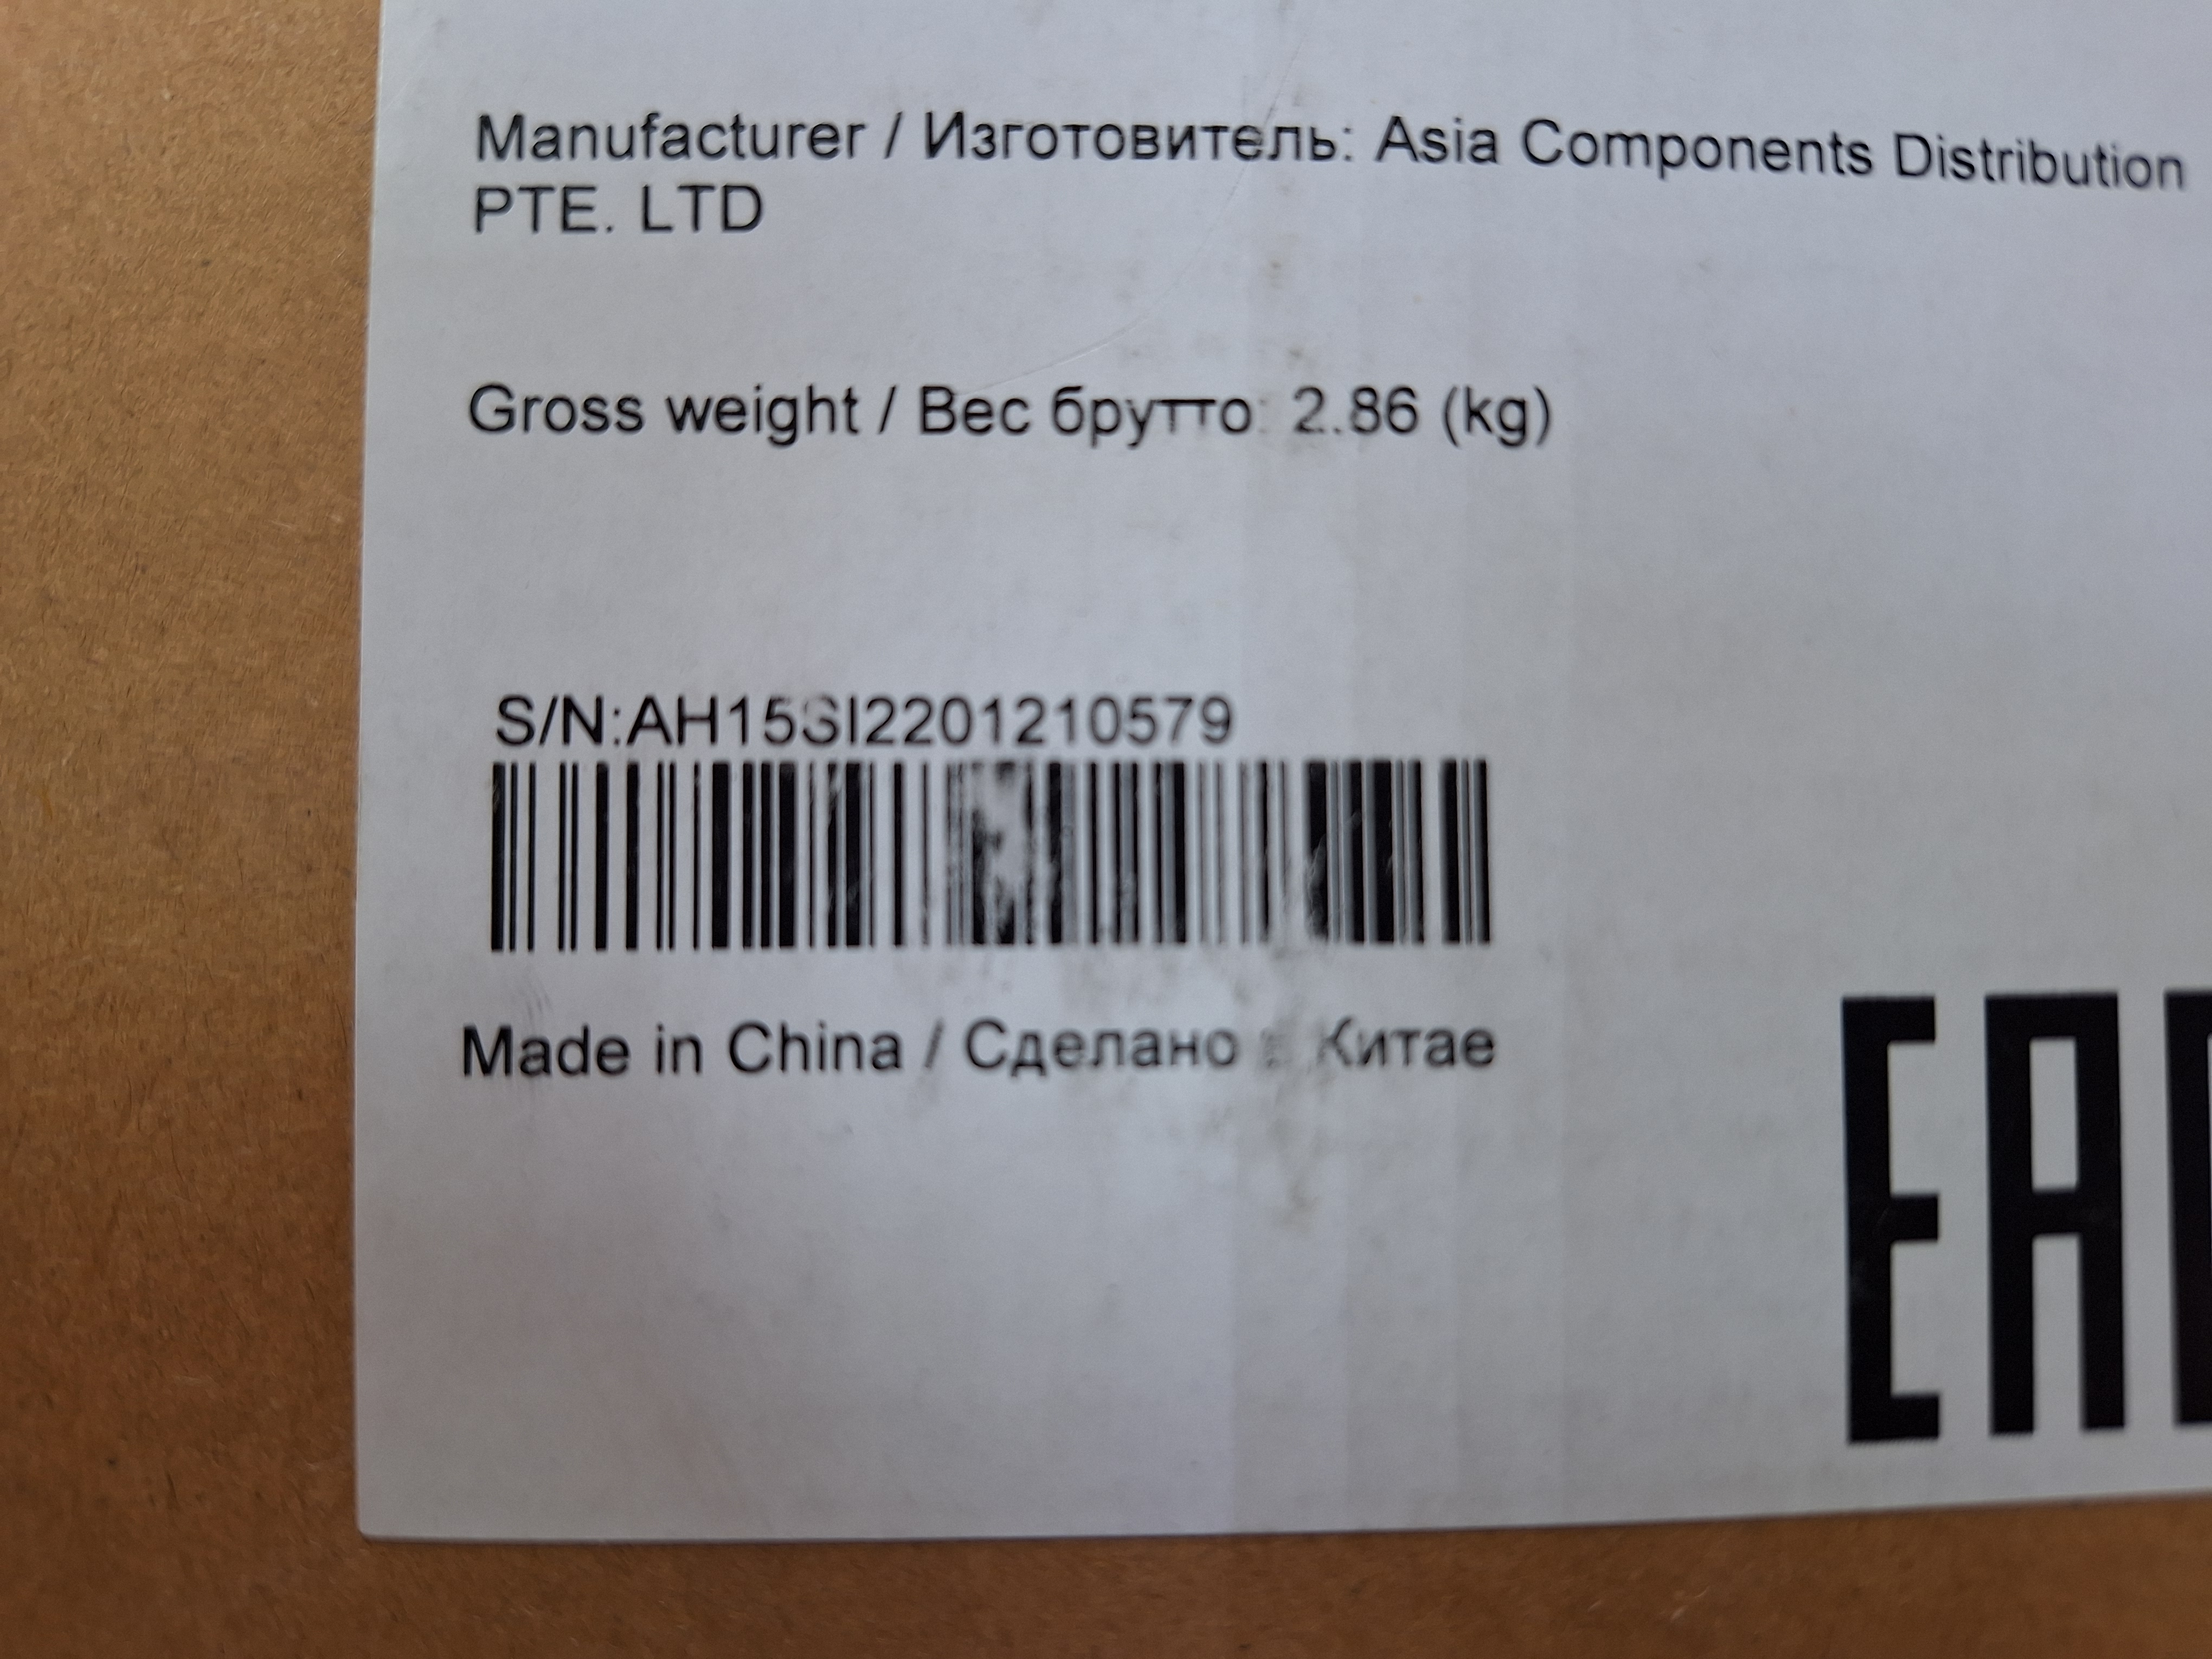 Manufacturer / Изготовитель: Asia Components Distribution
PTE. LTD
Gross weight / Вес брутто: 2.86 (kg)
S/N:AH15SI2201210579
Made in China / Сделано в Китае
EAC